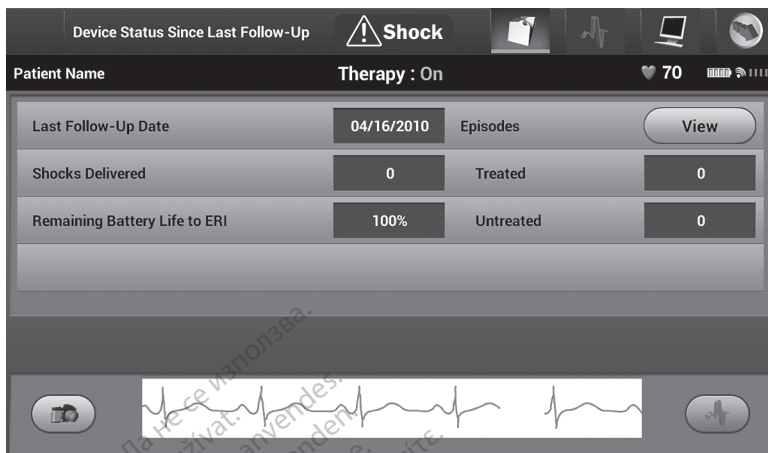 Device Status Since Last Follow-Up Shock
Patient Name Therapy : On 70
Last Follow-Up Date 04/16/2010 Episodes View
Shocks Delivered 0 Treated 0
Remaining Battery Life to ERI 100% Untreated 0
Да не се използва.